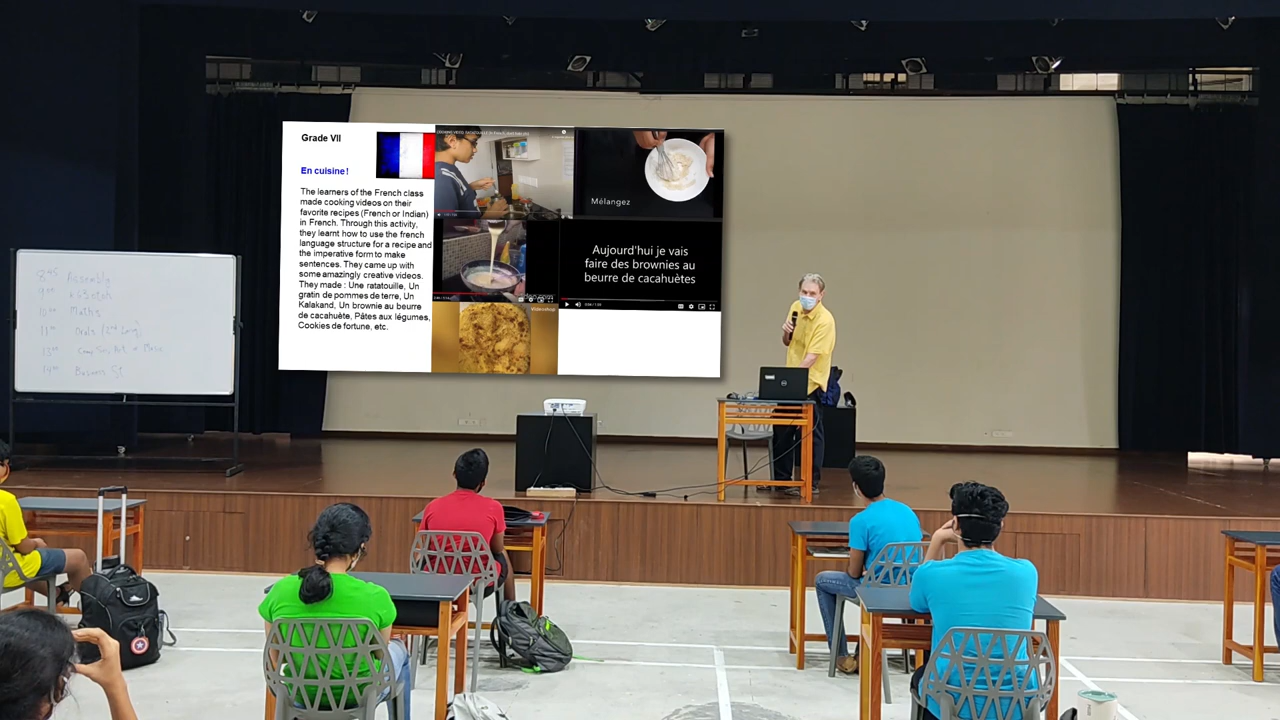 Grade VII
En cuisine!
The learners of the French class
made cooking videos on their
favorite recipes (French or Indian)
in French. Through this activity,
they learnt how to use the french
language structure for a recipe and
the imperative form to make
sentences. They came up with
some amazingly creative videos.
They made : Une ratatouille, Un
gratin de pommes de terre, Un
Kalakand, Un brownie au beurre
de cacahuète, Pâtes aux légumes,
Cookies de fortune, etc.
Mélangez
Aujourd'hui je vais
faire des brownies au
beurre de cacahuètes
8:45 Assembly
Maths